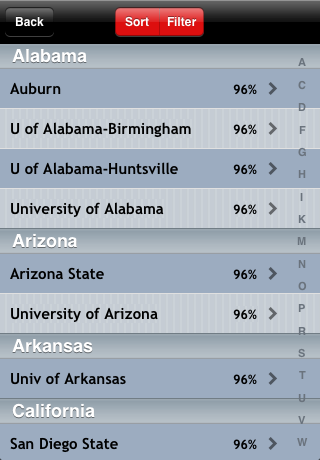 Back Sort Filter
Alabama
Auburn 96%
U of Alabama-Birmingham 96%
U of Alabama-Huntsville 96%
University of Alabama 96%
Arizona
Arizona State 96%
University of Arizona 96%
Arkansas
Univ of Arkansas 96%
California
San Diego State 96%
A
C
D
F
G
H
I
K
M
N
O
P
R
S
T
U
V
W